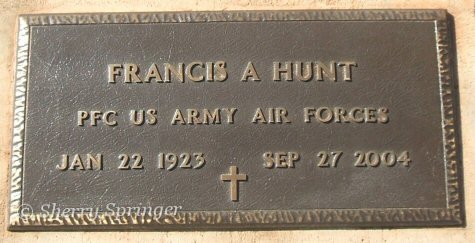 FRANCIS A HUNT
PFC US ARMY AIR FORCES
JAN 22 1923 SEP 27 2004
© Sherry Springer